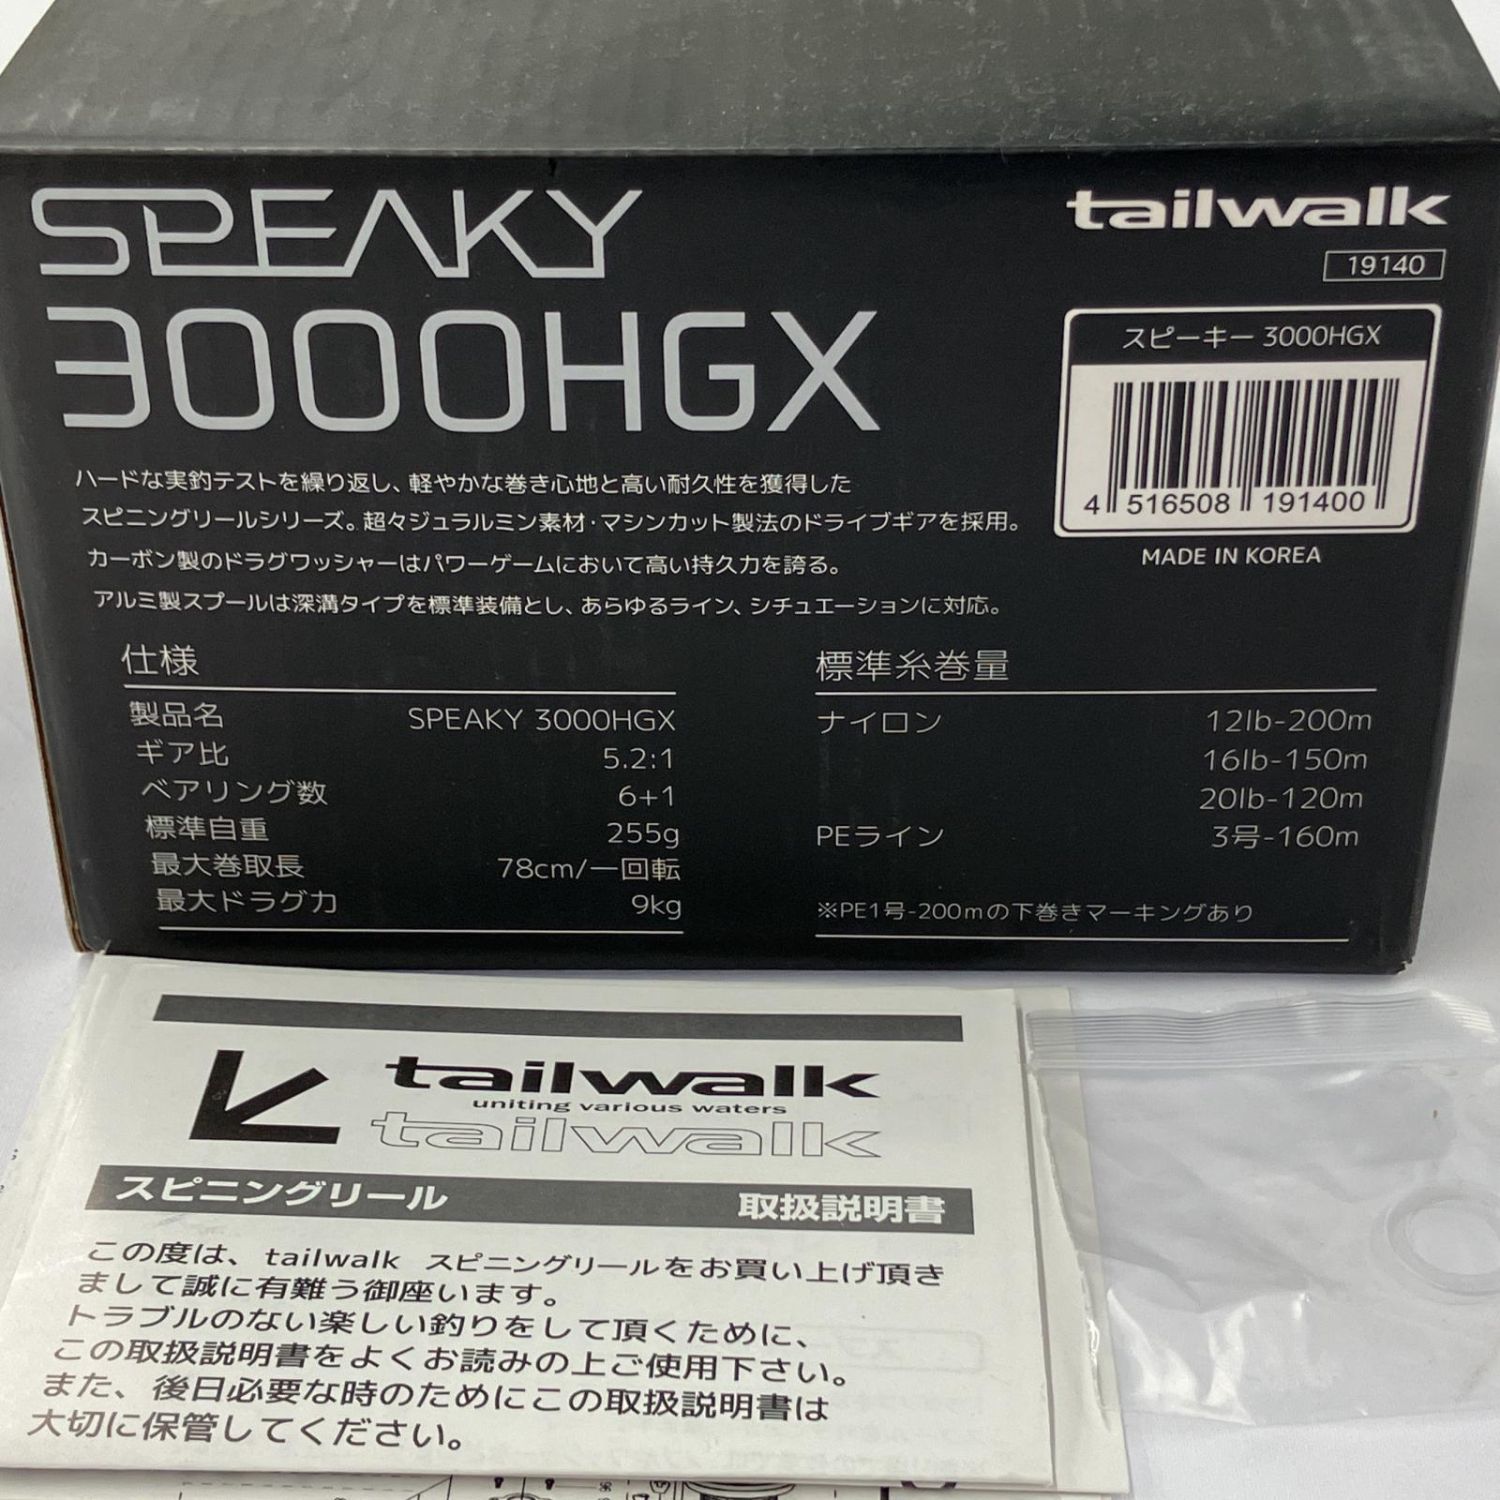 SPEAKY
3000HGX
tailwalk
19140
スピーキー 3000HGX
4 516508 191400
MADE IN KOREA
ハードな実釣テストを繰り返し、軽やかな巻き心地と高い耐久性を獲得した
スピニングリールシリーズ。超々ジュラルミン素材・マシンカット製法のドライブギアを採用。
カーボン製のドラグワッシャーはパワーゲームにおいて高い持久力を誇る。
アルミ製スプールは深溝タイプを標準装備とし、あらゆるライン、シチュエーションに対応。
仕様
製品名 SPEAKY 3000HGX
ギア比 5.2:1
ベアリング数 6+1
標準自重 255g
最大巻取長 78cm/一回転
最大ドラグ力 9kg
標準糸巻量
ナイロン 12lb-200m
16lb-150m
20lb-120m
PEライン 3号-160m
※PE1号-200mの下巻きマーキングあり
tailwalk
uniting various waters
tailwalk
スピニングリール 取扱説明書
この度は、tailwalk スピニングリールをお買い上げ頂き
まして誠に有難う御座います。
トラブルのない楽しい釣りをして頂くために、
この取扱説明書をよくお読みの上ご使用下さい。
また、後日必要な時のためにこの取扱説明書は
大切に保管してください。